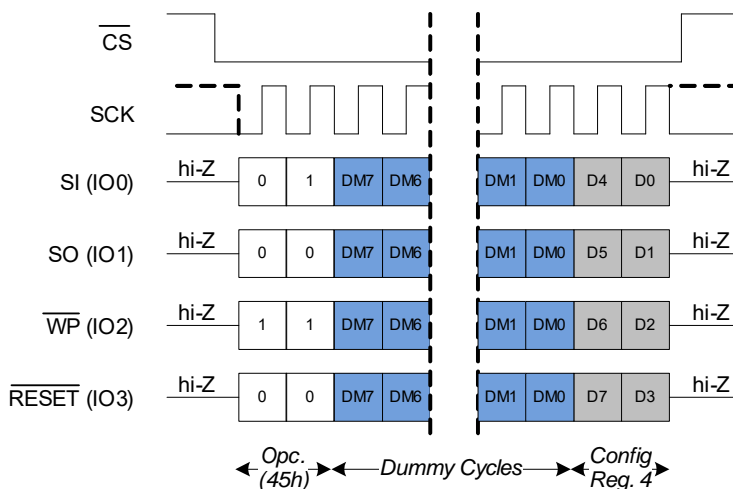 CS
SCK
hi-Z hi-Z
SI (IO0) 0 1 DM7 DM6 DM1 DM0 D4 D0
hi-Z hi-Z
SO (IO1) 0 0 DM7 DM6 DM1 DM0 D5 D1
hi-Z hi-Z
WP (IO2) 1 1 DM7 DM6 DM1 DM0 D6 D2
hi-Z hi-Z
RESET (IO3) 0 0 DM7 DM6 DM1 DM0 D7 D3
Opc. (45h)
Dummy Cycles
Config Reg. 4